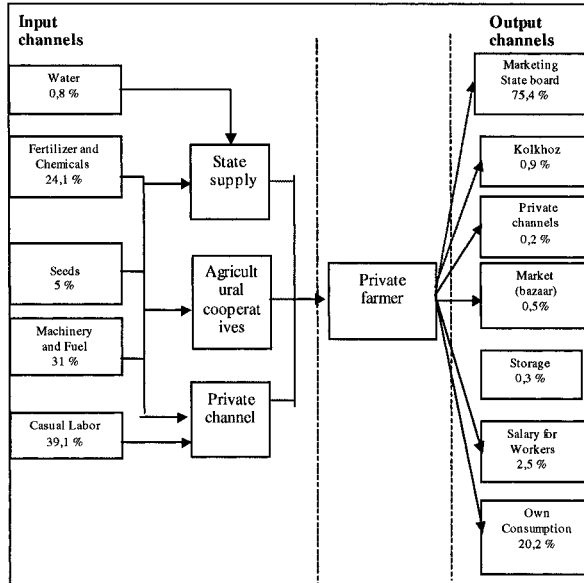 Input
channels
Water
0,8 %
Fertilizer and
Chemicals
24,1 %
Seeds
5 %
Machinery
and Fuel
31 %
Casual Labor
39,1 %
State
supply
Agricult
ural
cooperat
ives
Private
channel
Private
farmer
Output
channels
Marketing
State board
75,4 %
Kolkhoz
0,9 %
Private
channels
0,2 %
Market
(bazaar)
0,5%
Storage
0,3 %
Salary for
Workers
2,5 %
Own
Consumption
20,2 %